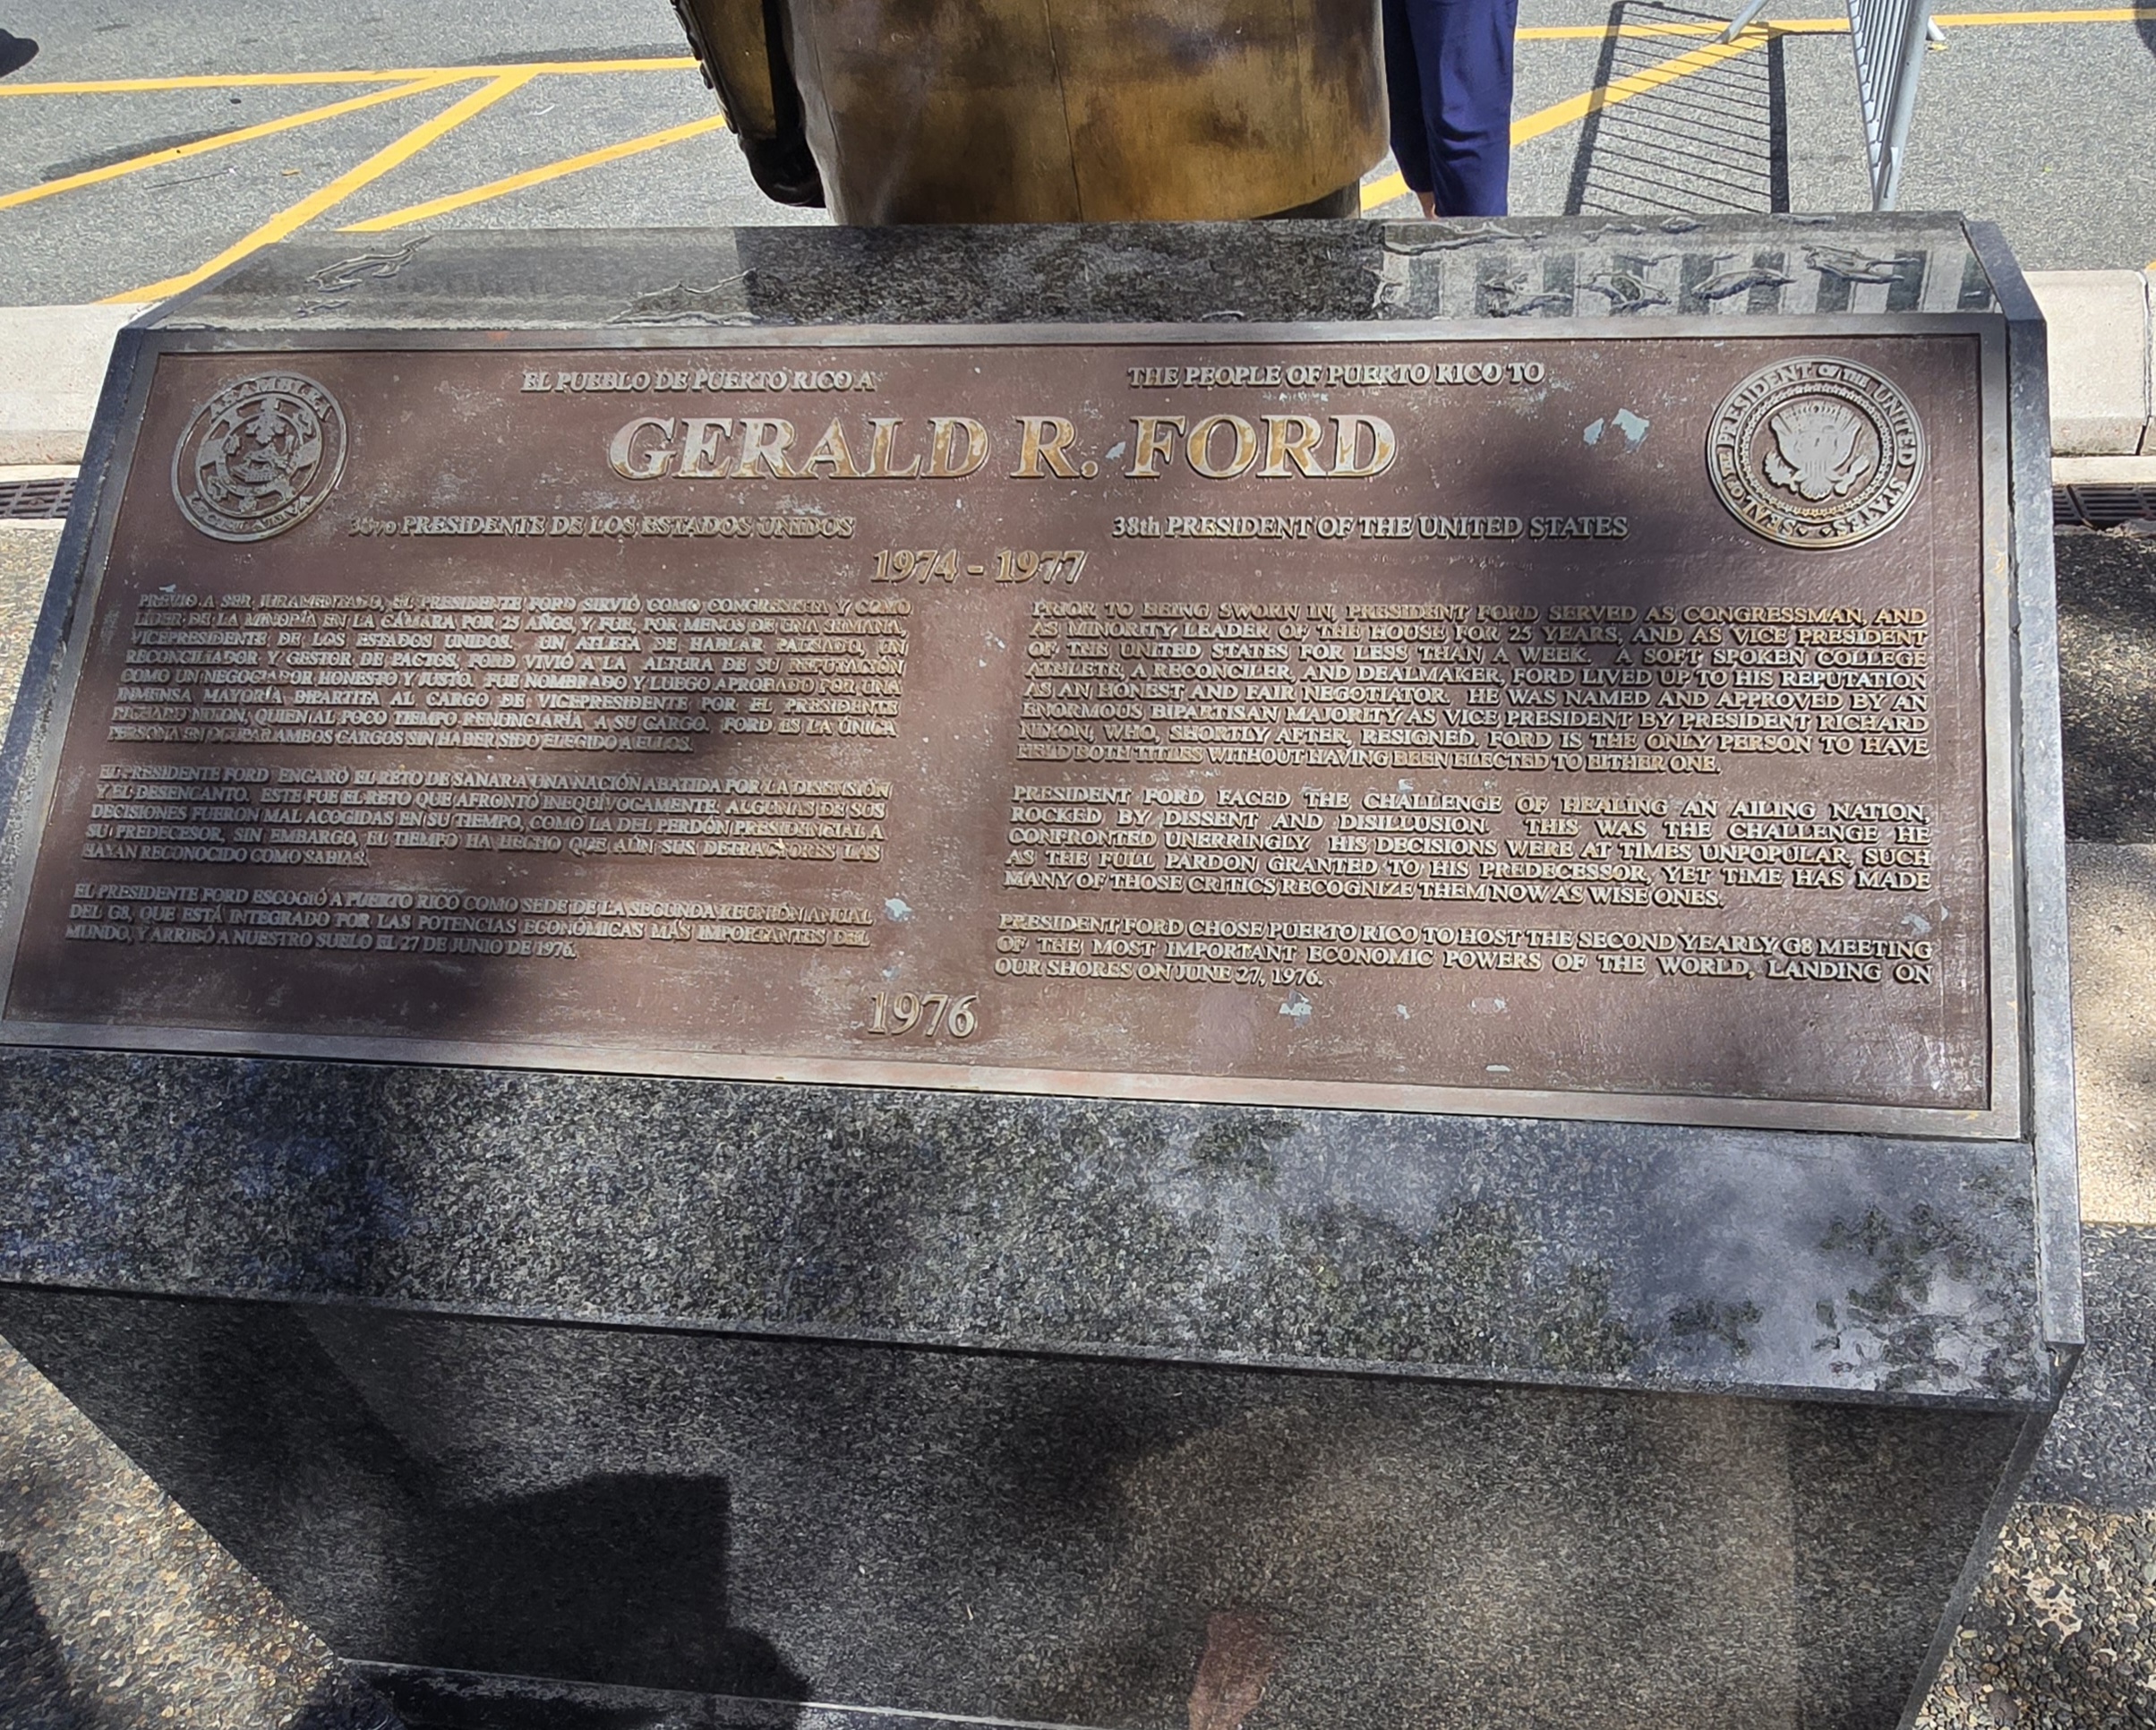 EL PUEBLO DE PUERTO RICO A
THE PEOPLE OF PUERTO RICO TO
GERALD R. FORD
PRESIDENTE DE LOS ESTADOS UNIDOS
38th PRESIDENT OF THE UNITED STATES
1974 - 1977
ASAMBLEA
SEAL OF THE PRESIDENT OF THE UNITED STATES
PREVIO A SER JURAMENTADO, EL PRESIDENTE FORD SIRVIÓ COMO CONGRESISTA Y COMO
LÍDER DE LA MINORÍA EN LA CÁMARA POR 25 AÑOS, Y FUE, POR MENOS DE UNA SEMANA,
VICEPRESIDENTE DE LOS ESTADOS UNIDOS. UN ATLETA DE HABLAR PAUSADO, UN
RECONCILIADOR Y GESTOR DE PACTOS, FORD VIVIÓ A LA ALTURA DE SU REPUTACIÓN
COMO UN NEGOCIADOR HONESTO Y JUSTO. FUE NOMBRADO Y LUEGO APROBADO POR UNA
INMENSA MAYORÍA BIPARTITA AL CARGO DE VICEPRESIDENTE POR EL PRESIDENTE
RICHARD NIXON, QUIEN AL POCO TIEMPO RENUNCIARÍA A SU CARGO. FORD ES LA ÚNICA
PERSONA EN OCUPAR AMBOS CARGOS SIN HABER SIDO ELEGIDO A ELLOS.
EL PRESIDENTE FORD ENCARÓ EL RETO DE SANAR A UNA NACIÓN ABATIDA POR LA DISENSIÓN
Y EL DESENCANTO. ESTE FUE EL RETO QUE AFRONTÓ INEQUÍVOCAMENTE. ALGUNAS DE SUS
DECISIONES FUERON MAL ACOGIDAS EN SU TIEMPO, COMO LA DEL PERDÓN PRESIDENCIAL A
SU PREDECESOR, SIN EMBARGO, EL TIEMPO HA HECHO QUE AÚN SUS DETRACTORES LAS
HAYAN RECONOCIDO COMO SABIAS.
EL PRESIDENTE FORD ESCOGIÓ A PUERTO RICO COMO SEDE DE LA SEGUNDA REUNIÓN ANUAL
DEL G8, QUE ESTÁ INTEGRADO POR LAS POTENCIAS ECONÓMICAS MÁS IMPORTANTES DEL
MUNDO, Y ARRIBÓ A NUESTRO SUELO EL 27 DE JUNIO DE 1976.
PRIOR TO BEING SWORN IN, PRESIDENT FORD SERVED AS CONGRESSMAN, AND
AS MINORITY LEADER OF THE HOUSE FOR 25 YEARS, AND AS VICE PRESIDENT
OF THE UNITED STATES FOR LESS THAN A WEEK. A SOFT SPOKEN COLLEGE
ATHLETE, A RECONCILER, AND DEALMAKER, FORD LIVED UP TO HIS REPUTATION
AS AN HONEST AND FAIR NEGOTIATOR. HE WAS NAMED AND APPROVED BY AN
ENORMOUS BIPARTISAN MAJORITY AS VICE PRESIDENT BY PRESIDENT RICHARD
NIXON, WHO, SHORTLY AFTER, RESIGNED. FORD IS THE ONLY PERSON TO HAVE
HELD BOTH TITLES WITHOUT HAVING BEEN ELECTED TO EITHER ONE.
PRESIDENT FORD FACED THE CHALLENGE OF HEALING AN AILING NATION,
ROCKED BY DISSENT AND DISILLUSION. THIS WAS THE CHALLENGE HE
CONFRONTED UNERRINGLY. HIS DECISIONS WERE AT TIMES UNPOPULAR, SUCH
AS THE FULL PARDON GRANTED TO HIS PREDECESSOR, YET TIME HAS MADE
MANY OF THOSE CRITICS RECOGNIZE THEM NOW AS WISE ONES.
PRESIDENT FORD CHOSE PUERTO RICO TO HOST THE SECOND YEARLY G8 MEETING
OF THE MOST IMPORTANT ECONOMIC POWERS OF THE WORLD, LANDING ON
OUR SHORES ON JUNE 27, 1976.
1976